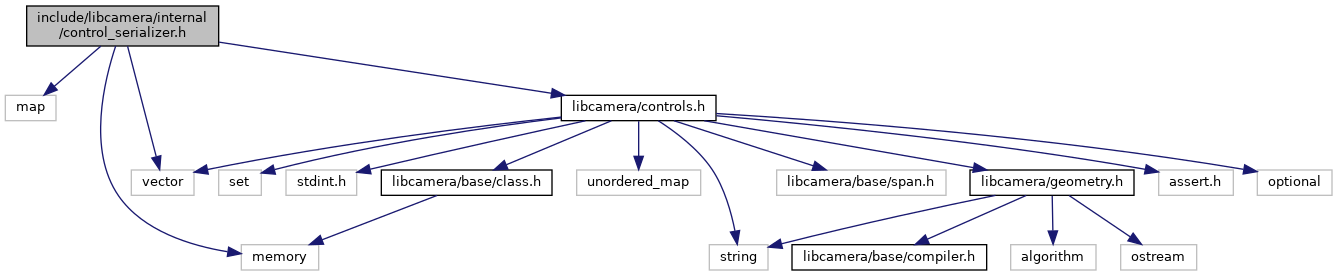 include/libcamera/internal
/control_serializer.h
map
libcamera/controls.h
vector
set
stdint.h
libcamera/base/class.h
unordered_map
libcamera/base/span.h
libcamera/geometry.h
assert.h
optional
memory
string
libcamera/base/compiler.h
algorithm
ostream